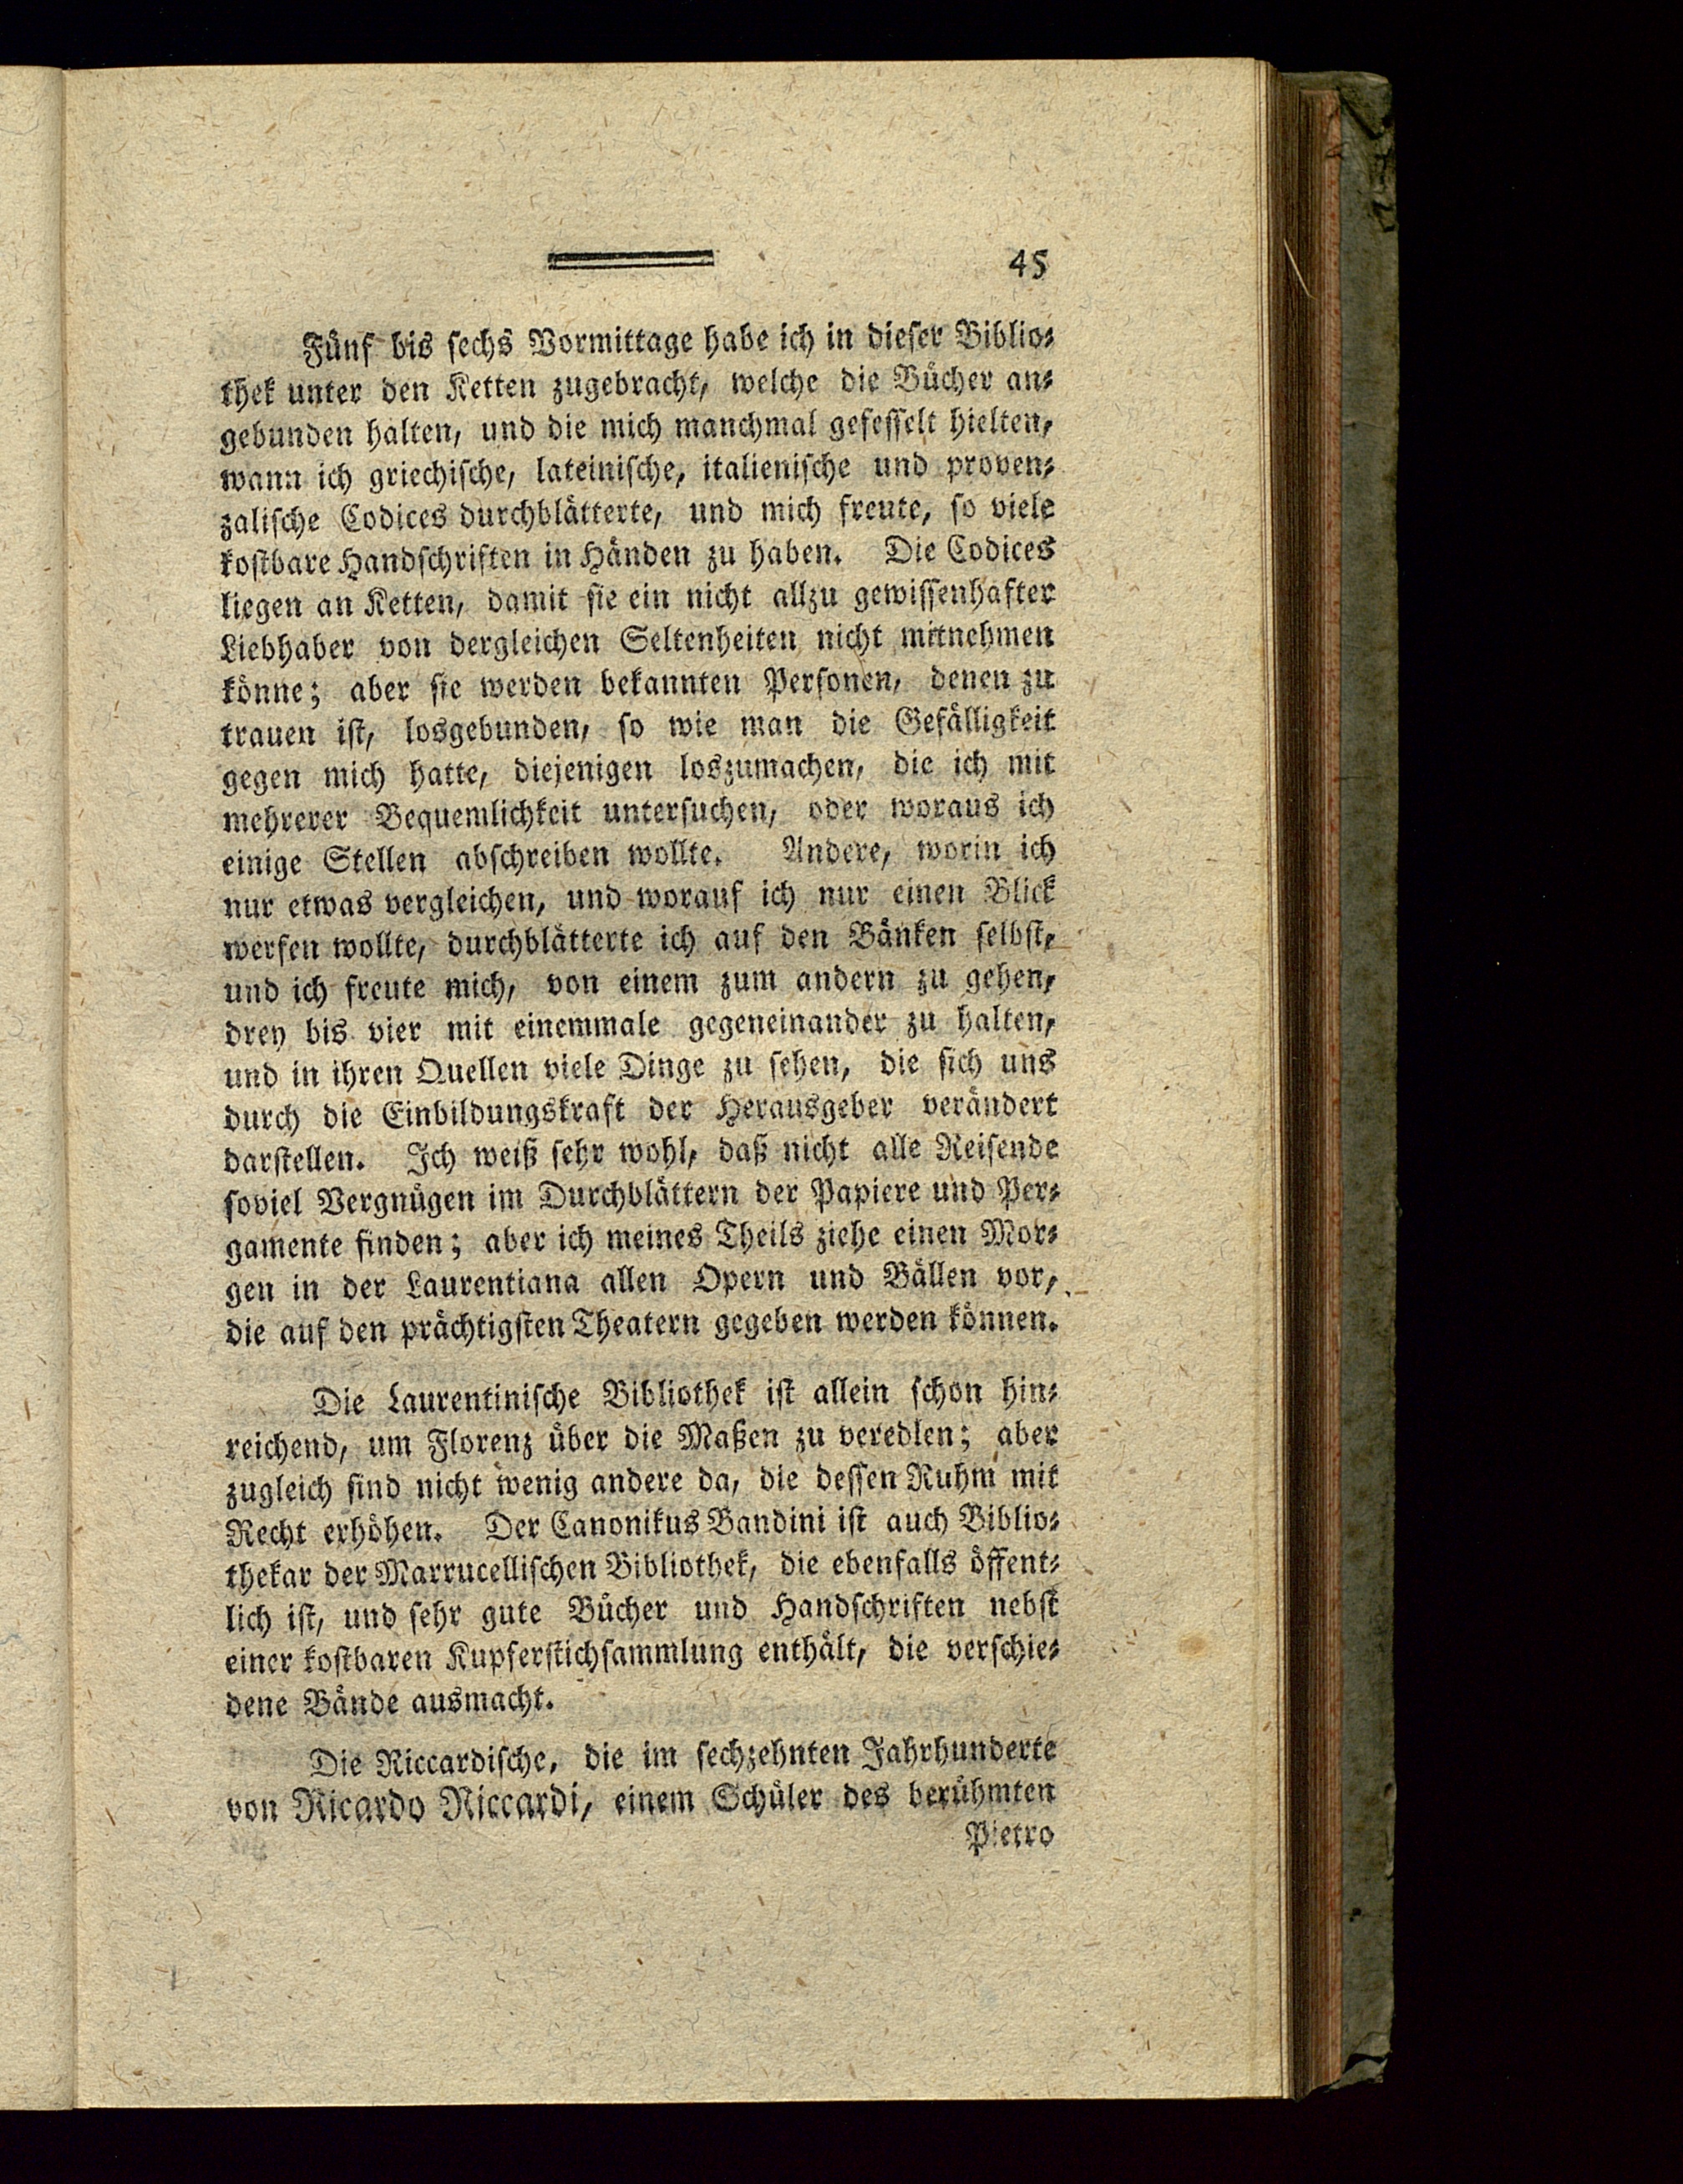 45
Fünf bis sechs Vormittage habe ich in dieser Biblio-
thek unter den Ketten zugebracht, welche die Bücher an-
gebunden halten, und die mich manchmal gefesselt hielten,
wann ich griechische, lateinische, italienische und proven-
zalische Codices durchblätterte, und mich freute, so viele
kostbare Handschriften in Händen zu haben. Die Codices
liegen an Ketten, damit sie ein nicht allzu gewissenhafter
Liebhaber von dergleichen Seltenheiten nicht mitnehmen
könne; aber sie werden bekannten Personen, denen zu
trauen ist, losgebunden, so wie man die Gefälligkeit
gegen mich hatte, diejenigen loszumachen, die ich mit
mehrerer Bequemlichkeit untersuchen, oder woraus ich
einige Stellen abschreiben wollte. Andere, worin ich
nur etwas vergleichen, und worauf ich nur einen Blick
werfen wollte, durchblätterte ich auf den Bänken selbst,
und ich freute mich, von einem zum andern zu gehen,
drey bis vier mit einemmale gegeneinander zu halten,
und in ihren Quellen viele Dinge zu sehen, die sich uns
durch die Einbildungskraft der Herausgeber verändert
darstellen. Ich weiß sehr wohl, daß nicht alle Reisende
soviel Vergnügen im Durchblättern der Papiere und Per-
gamente finden; aber ich meines Theils ziehe einen Mor-
gen in der Laurentiana allen Opern und Bällen vor,
die auf den prächtigsten Theatern gegeben werden können.
Die Laurentinische Bibliothek ist allein schon hin-
reichend, um Florenz über die Maßen zu veredlen; aber
zugleich sind nicht wenig andere da, die dessen Ruhm mit
Recht erhöhen. Der Canonikus Bandini ist auch Biblio-
thekar der Marrucellischen Bibliothek, die ebenfalls öffent-
lich ist, und sehr gute Bücher und Handschriften nebst
einer kostbaren Kupferstichsammlung enthält, die verschie-
dene Bände ausmacht.
Die Riccardische, die im sechzehnten Jahrhunderte
von Ricardo Riccardi, einem Schüler des berühmten
Pietro